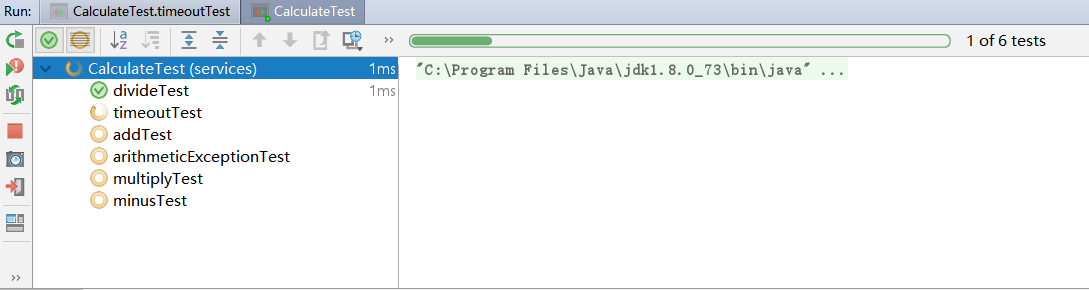 Run: CalculateTest.timeoutTest CalculateTest
1 of 6 tests
CalculateTest (services) 1ms
"C:\Program Files\Java\jdk1.8.0_73\bin\java" ...
divideTest 1ms
timeoutTest
addTest
arithmeticExceptionTest
multiplyTest
minusTest